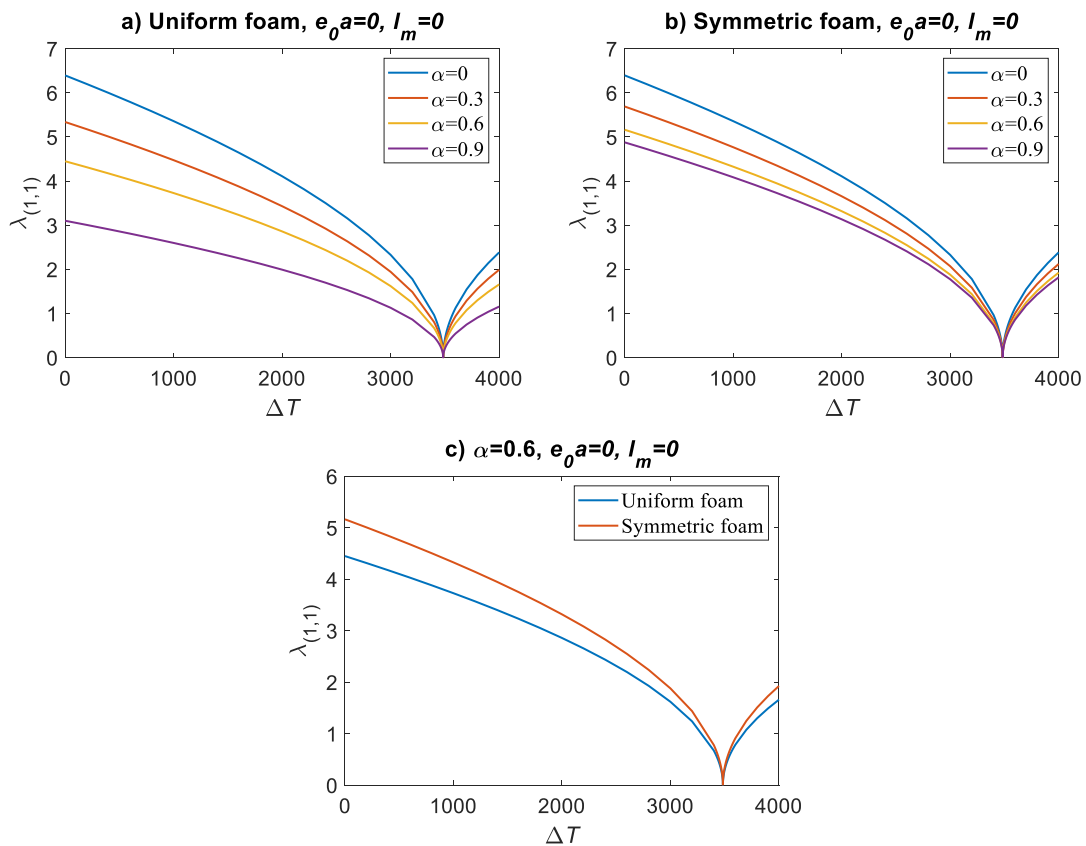 a) Uniform foam, e₀a=0, lₘ=0
7
6
5
4
3
2
1
0
λ(1,1)
α=0
α=0.3
α=0.6
α=0.9
0 1000 2000 3000 4000
ΔT
b) Symmetric foam, e₀a=0, lₘ=0
7
6
5
4
3
2
1
0
λ(1,1)
α=0
α=0.3
α=0.6
α=0.9
0 1000 2000 3000 4000
ΔT
c) α=0.6, e₀a=0, lₘ=0
6
5
4
3
2
1
0
λ(1,1)
Uniform foam
Symmetric foam
0 1000 2000 3000 4000
ΔT